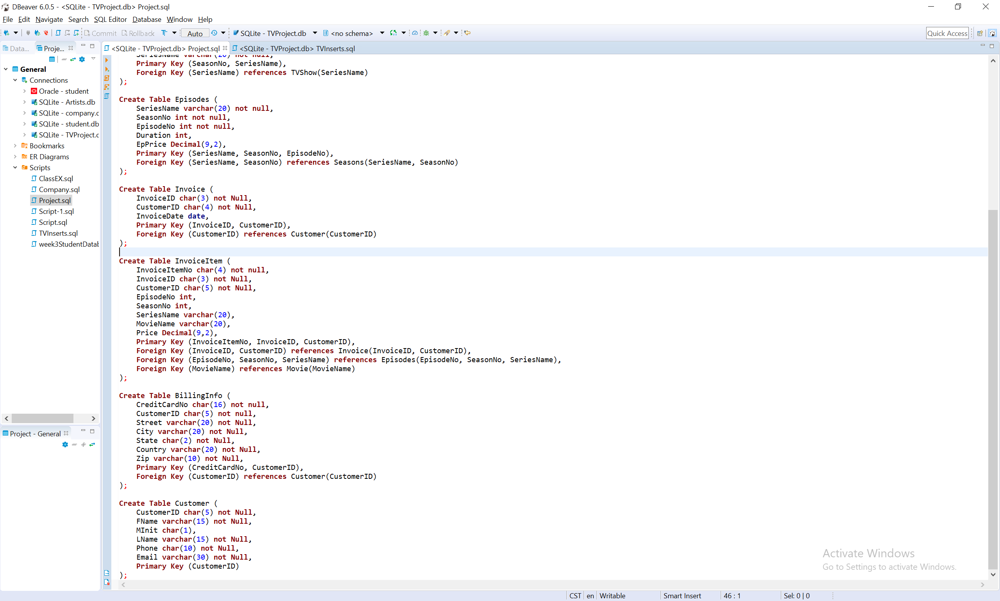 DBeaver 6.0.5 - <SQLite - TVProject.db> Project.sql
File Edit Navigate Search SQL Editor Database Window Help
Commit Rollback Auto SQLite - TVProject.db <no schema> Quick Access
Data... Proje... <SQLite - TVProject.db> Project.sql <SQLite - TVProject.db> TVInserts.sql
General
Connections
Oracle - student
SQLite - Artists.db
SQLite - company.
SQLite - student.db
SQLite - TVProject.
Bookmarks
ER Diagrams
Scripts
ClassEX.sql
Company.sql
Project.sql
Script-1.sql
Script.sql
TVInserts.sql
week3StudentData
Project - General
SeriesName varchar(20) not null,
Primary Key (SeasonNo, SeriesName),
Foreign Key (SeriesName) references TVShow(SeriesName)
);
Create Table Episodes (
SeriesName varchar(20) not null,
SeasonNo int not null,
EpisodeNo int not null,
Duration int,
EpPrice Decimal(9,2),
Primary Key (SeriesName, SeasonNo, EpisodeNo),
Foreign Key (SeriesName, SeasonNo) references Seasons(SeriesName, SeasonNo)
);
Create Table Invoice (
InvoiceID char(3) not Null,
CustomerID char(4) not Null,
InvoiceDate date,
Primary Key (InvoiceID, CustomerID),
Foreign Key (CustomerID) references Customer(CustomerID)
);
Create Table InvoiceItem (
InvoiceItemNo char(4) not null,
InvoiceID char(3) not Null,
CustomerID char(5) not Null,
EpisodeNo int,
SeasonNo int,
SeriesName varchar(20),
MovieName varchar(20),
Price Decimal(9,2),
Primary Key (InvoiceItemNo, InvoiceID, CustomerID),
Foreign Key (InvoiceID, CustomerID) references Invoice(InvoiceID, CustomerID),
Foreign Key (EpisodeNo, SeasonNo, SeriesName) references Episodes(EpisodeNo, SeasonNo, SeriesName),
Foreign Key (MovieName) references Movie(MovieName)
);
Create Table BillingInfo (
CreditCardNo char(16) not null,
CustomerID char(5) not null,
Street varchar(20) not Null,
City varchar(20) not Null,
State char(2) not Null,
Country varchar(20) not Null,
Zip varchar(10) not Null,
Primary Key (CreditCardNo, CustomerID),
Foreign Key (CustomerID) references Customer(CustomerID)
);
Create Table Customer (
CustomerID char(5) not Null,
FName varchar(15) not Null,
MInit char(1),
LName varchar(15) not Null,
Phone char(10) not Null,
Email varchar(30) not Null,
Primary Key (CustomerID)
);
Activate Windows
Go to Settings to activate Windows.
CST en Writable Smart Insert 46 : 1 Sel: 0 | 0